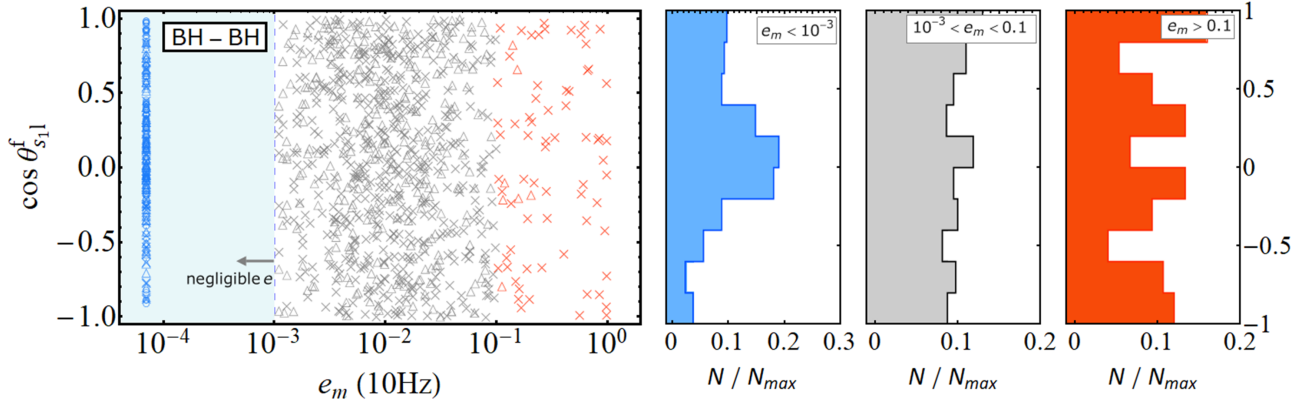 1.0
0.5
0.0
−0.5
−1.0
cos θ^f_{s₁l}
BH – BH
negligible e
10⁻⁴ 10⁻³ 10⁻² 10⁻¹ 10⁰
e_m (10Hz)
e_m < 10⁻³
0 0.1 0.2 0.3
N / N_max
10⁻³ < e_m < 0.1
0 0.1 0.2
N / N_max
e_m > 0.1
1
0.5
0
−0.5
−1
0 0.1 0.2
N / N_max